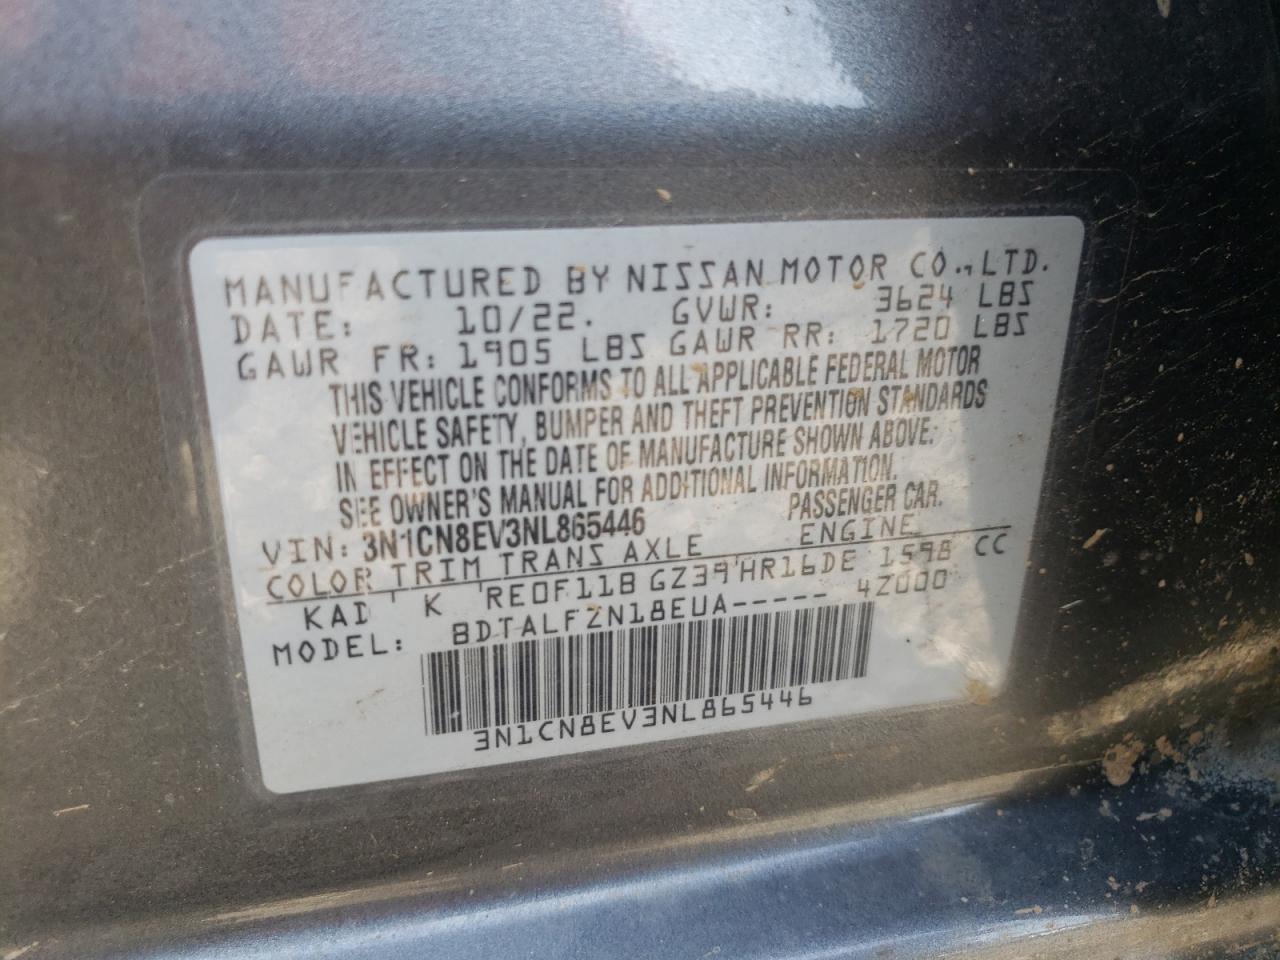 MANUFACTURED BY NISSAN MOTOR CO., LTD.
DATE: 10/22. GVWR: 3624 LBS
GAWR FR: 1905 LBS GAWR RR: 1720 LBS
THIS VEHICLE CONFORMS TO ALL APPLICABLE FEDERAL MOTOR
VEHICLE SAFETY, BUMPER AND THEFT PREVENTION STANDARDS
IN EFFECT ON THE DATE OF MANUFACTURE SHOWN ABOVE.
SEE OWNER'S MANUAL FOR ADDITIONAL INFORMATION.
VIN: 3N1CN8EV3NL865446 PASSENGER CAR.
COLOR TRIM TRANS AXLE ENGINE
KAD K RE0F11B GZ39 HR16DE 1598 CC
MODEL: BDTALFZN18EUA----- 4Z000
3N1CN8EV3NL865446